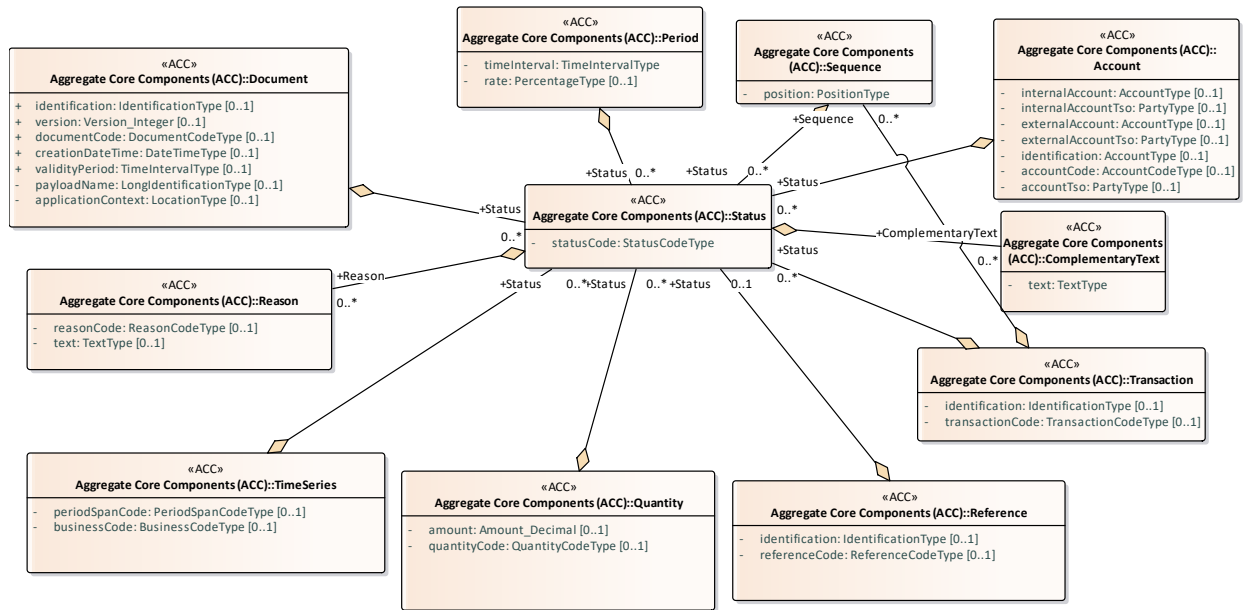 «ACC»
Aggregate Core Components (ACC)::Document
+ identification: IdentificationType [0..1]
+ version: Version_Integer [0..1]
+ documentCode: DocumentCodeType [0..1]
+ creationDateTime: DateTimeType [0..1]
+ validityPeriod: TimeIntervalType [0..1]
- payloadName: LongIdentificationType [0..1]
- applicationContext: LocationType [0..1]
«ACC»
Aggregate Core Components (ACC)::Period
- timeInterval: TimeIntervalType
- rate: PercentageType [0..1]
«ACC»
Aggregate Core Components
(ACC)::Sequence
- position: PositionType
«ACC»
Aggregate Core Components (ACC)::
Account
- internalAccount: AccountType [0..1]
- internalAccountTso: PartyType [0..1]
- externalAccount: AccountType [0..1]
- externalAccountTso: PartyType [0..1]
- identification: AccountType [0..1]
- accountCode: AccountCodeType [0..1]
- accountTso: PartyType [0..1]
+Sequence
0..*
+Status
0..*
+Status
0..*
+Status
0..*
+Status
0..*
«ACC»
Aggregate Core Components (ACC)::Status
- statusCode: StatusCodeType
+ComplementaryText
0..*
«ACC»
Aggregate Core Components
(ACC)::ComplementaryText
- text: TextType
+Status
0..*
+Reason
0..*
«ACC»
Aggregate Core Components (ACC)::Reason
- reasonCode: ReasonCodeType [0..1]
- text: TextType [0..1]
+Status
0..*
+Status
0..*
+Status
0..1
«ACC»
Aggregate Core Components (ACC)::Transaction
- identification: IdentificationType [0..1]
- transactionCode: TransactionCodeType [0..1]
«ACC»
Aggregate Core Components (ACC)::TimeSeries
- periodSpanCode: PeriodSpanCodeType [0..1]
- businessCode: BusinessCodeType [0..1]
«ACC»
Aggregate Core Components (ACC)::Quantity
- amount: Amount_Decimal [0..1]
- quantityCode: QuantityCodeType [0..1]
«ACC»
Aggregate Core Components (ACC)::Reference
- identification: IdentificationType [0..1]
- referenceCode: ReferenceCodeType [0..1]